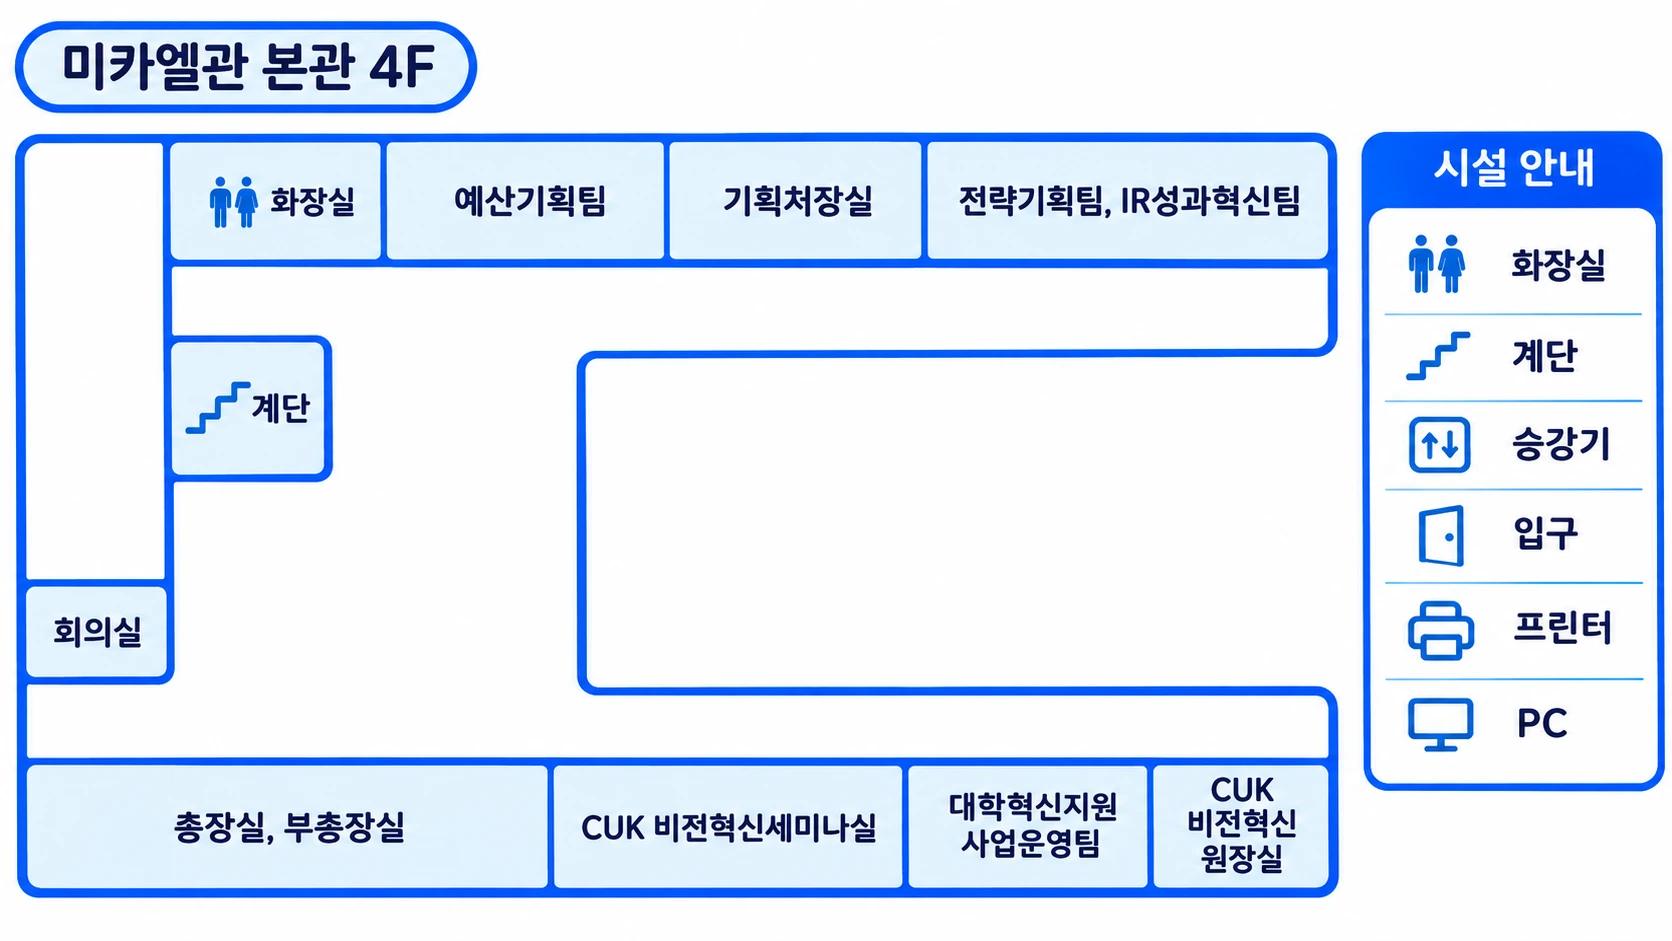 미카엘관 본관 4F
화장실
예산기획팀
기획처장실
전략기획팀, IR성과혁신팀
계단
회의실
총장실, 부총장실
CUK 비전혁신세미나실
대학혁신지원
사업운영팀
CUK
비전혁신
원장실
시설 안내
화장실
계단
승강기
입구
프린터
PC